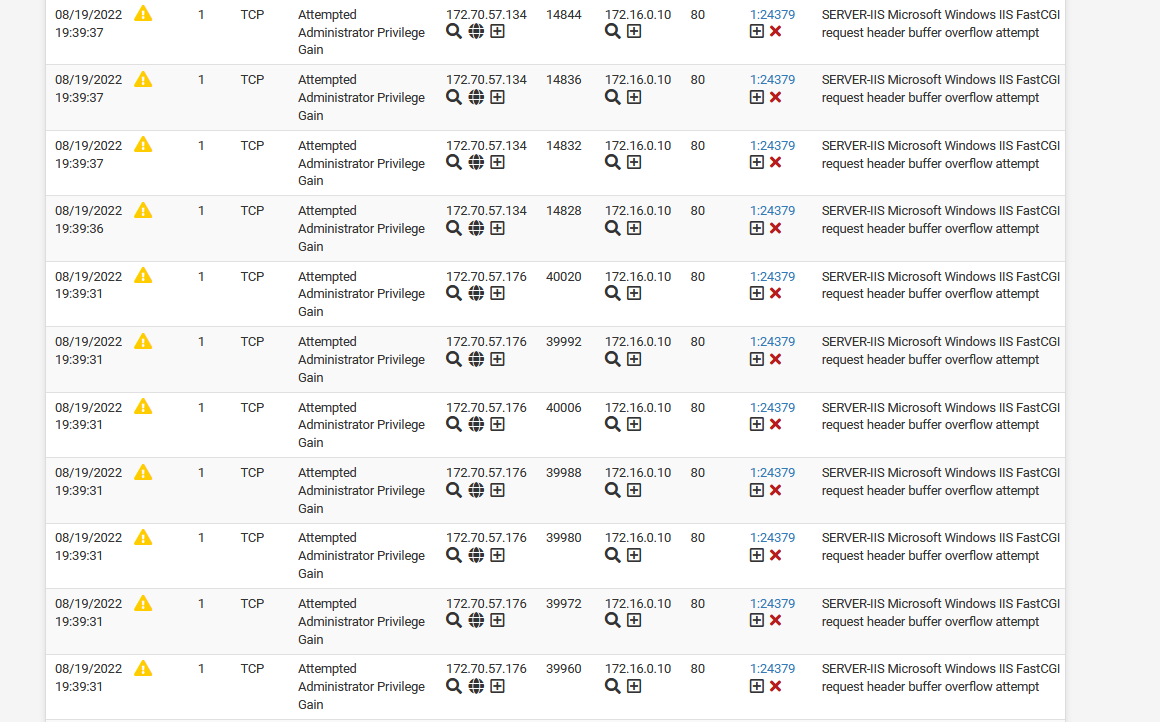 08/19/2022 1 TCP Attempted 172.70.57.134 14844 172.16.0.10 80 1:24379 SERVER-IIS Microsoft Windows IIS FastCGI
19:39:37 Administrator Privilege request header buffer overflow attempt
Gain
08/19/2022 1 TCP Attempted 172.70.57.134 14836 172.16.0.10 80 1:24379 SERVER-IIS Microsoft Windows IIS FastCGI
19:39:37 Administrator Privilege request header buffer overflow attempt
Gain
08/19/2022 1 TCP Attempted 172.70.57.134 14832 172.16.0.10 80 1:24379 SERVER-IIS Microsoft Windows IIS FastCGI
19:39:37 Administrator Privilege request header buffer overflow attempt
Gain
08/19/2022 1 TCP Attempted 172.70.57.134 14828 172.16.0.10 80 1:24379 SERVER-IIS Microsoft Windows IIS FastCGI
19:39:36 Administrator Privilege request header buffer overflow attempt
Gain
08/19/2022 1 TCP Attempted 172.70.57.176 40020 172.16.0.10 80 1:24379 SERVER-IIS Microsoft Windows IIS FastCGI
19:39:31 Administrator Privilege request header buffer overflow attempt
Gain
08/19/2022 1 TCP Attempted 172.70.57.176 39992 172.16.0.10 80 1:24379 SERVER-IIS Microsoft Windows IIS FastCGI
19:39:31 Administrator Privilege request header buffer overflow attempt
Gain
08/19/2022 1 TCP Attempted 172.70.57.176 40006 172.16.0.10 80 1:24379 SERVER-IIS Microsoft Windows IIS FastCGI
19:39:31 Administrator Privilege request header buffer overflow attempt
Gain
08/19/2022 1 TCP Attempted 172.70.57.176 39988 172.16.0.10 80 1:24379 SERVER-IIS Microsoft Windows IIS FastCGI
19:39:31 Administrator Privilege request header buffer overflow attempt
Gain
08/19/2022 1 TCP Attempted 172.70.57.176 39980 172.16.0.10 80 1:24379 SERVER-IIS Microsoft Windows IIS FastCGI
19:39:31 Administrator Privilege request header buffer overflow attempt
Gain
08/19/2022 1 TCP Attempted 172.70.57.176 39972 172.16.0.10 80 1:24379 SERVER-IIS Microsoft Windows IIS FastCGI
19:39:31 Administrator Privilege request header buffer overflow attempt
Gain
08/19/2022 1 TCP Attempted 172.70.57.176 39960 172.16.0.10 80 1:24379 SERVER-IIS Microsoft Windows IIS FastCGI
19:39:31 Administrator Privilege request header buffer overflow attempt
Gain